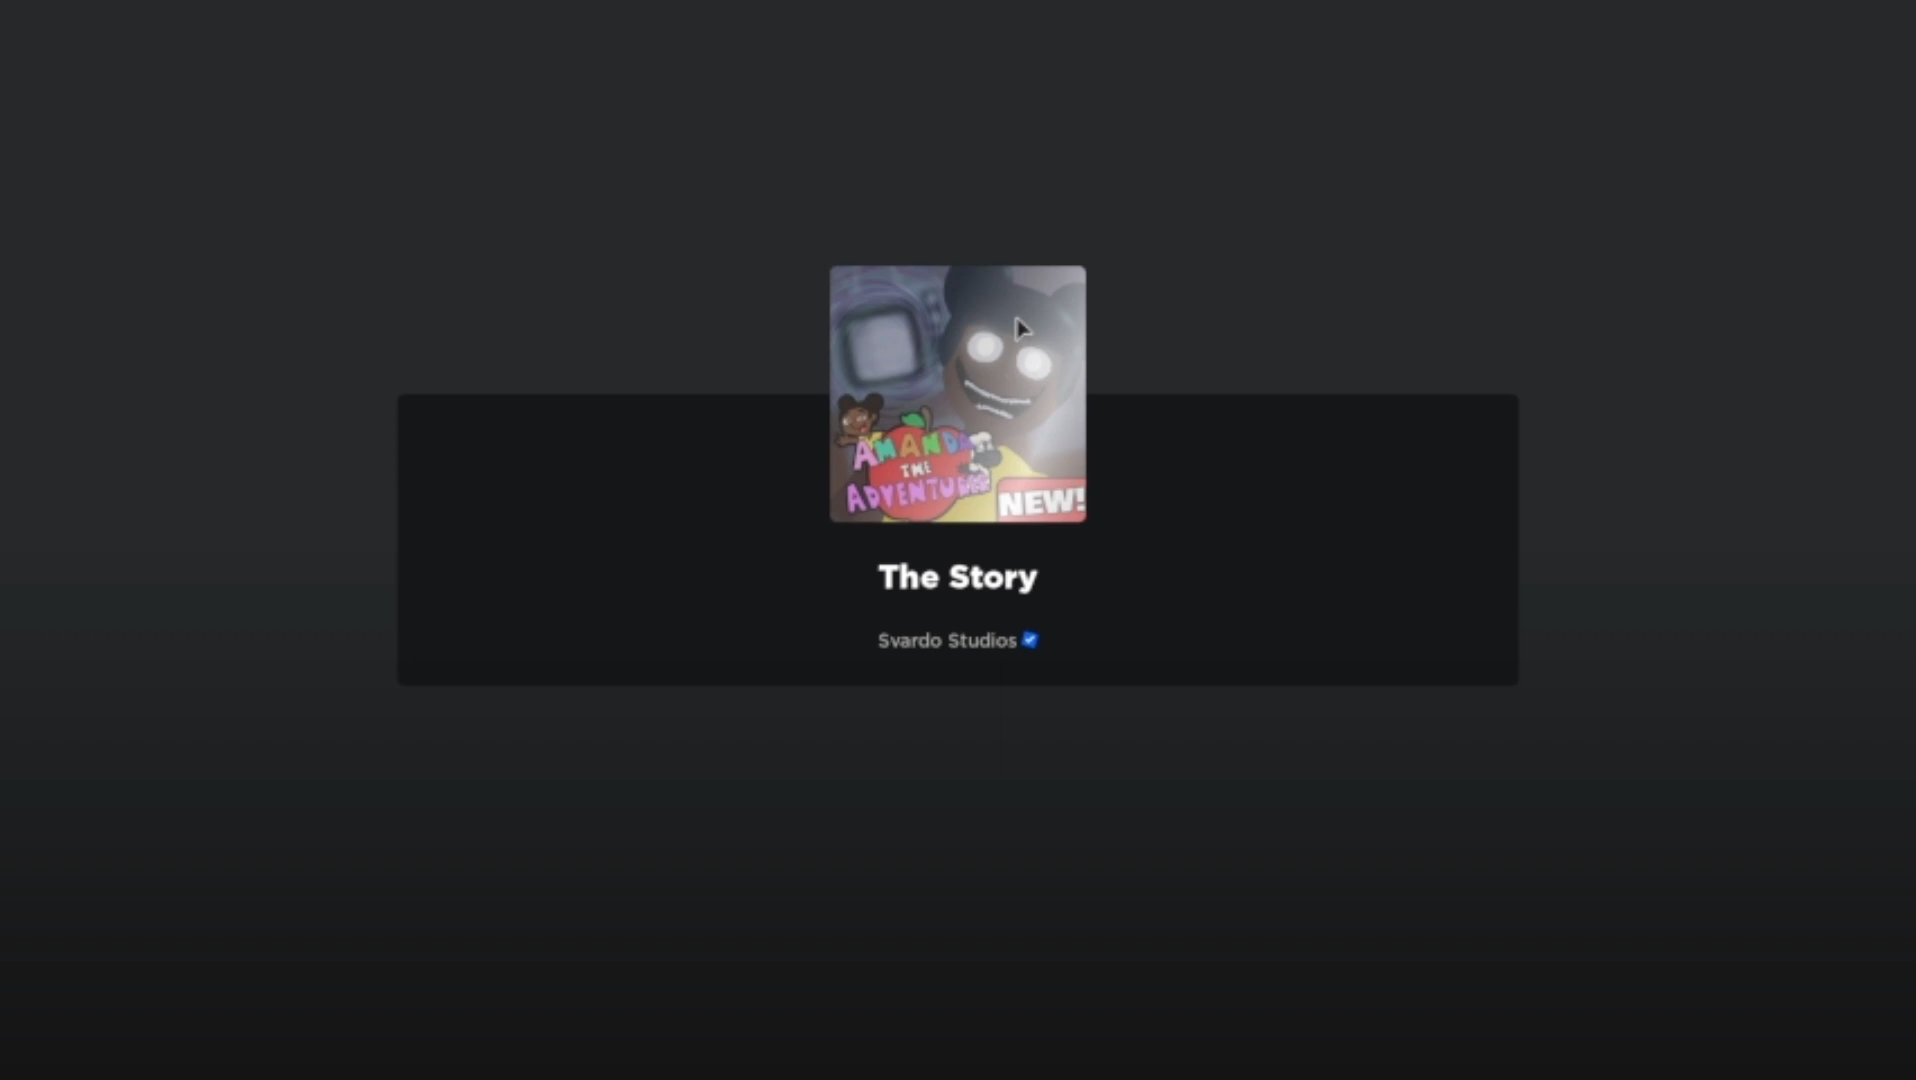 AMANDA
THE
ADVENTURER
NEW!
The Story
Svardo Studios